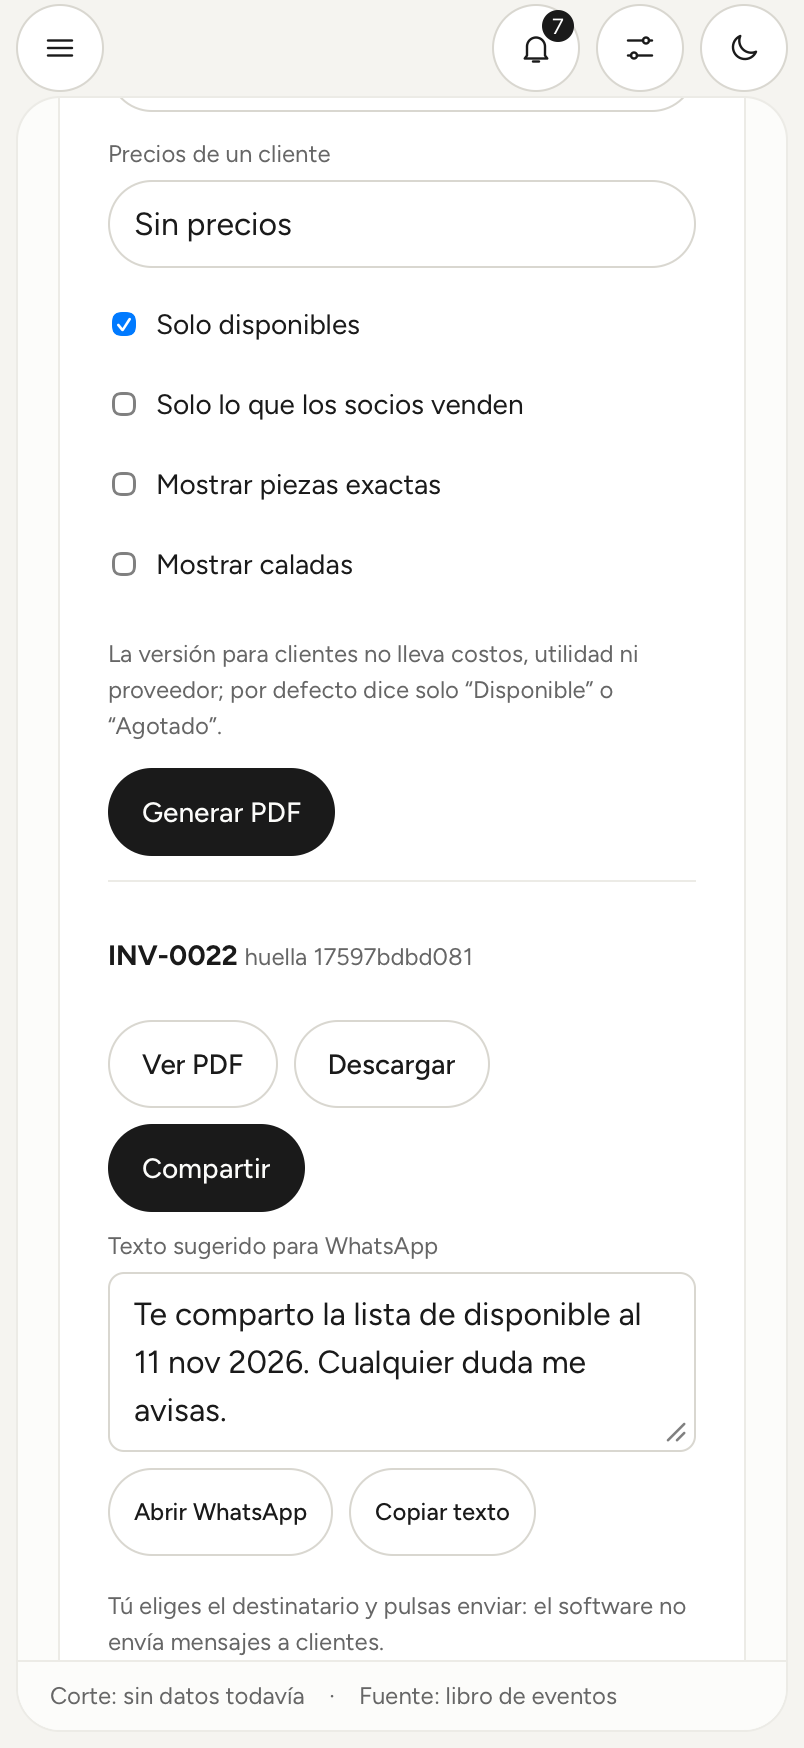 7
Precios de un cliente
Sin precios
Solo disponibles
Solo lo que los socios venden
Mostrar piezas exactas
Mostrar caladas
La versión para clientes no lleva costos, utilidad ni
proveedor; por defecto dice solo “Disponible” o
“Agotado”.
Generar PDF
INV-0022 huella 17597bdbd081
Ver PDF Descargar
Compartir
Texto sugerido para WhatsApp
Te comparto la lista de disponible al
11 nov 2026. Cualquier duda me
avisas.
Abrir WhatsApp Copiar texto
Tú eliges el destinatario y pulsas enviar: el software no
envía mensajes a clientes.
Corte: sin datos todavía · Fuente: libro de eventos